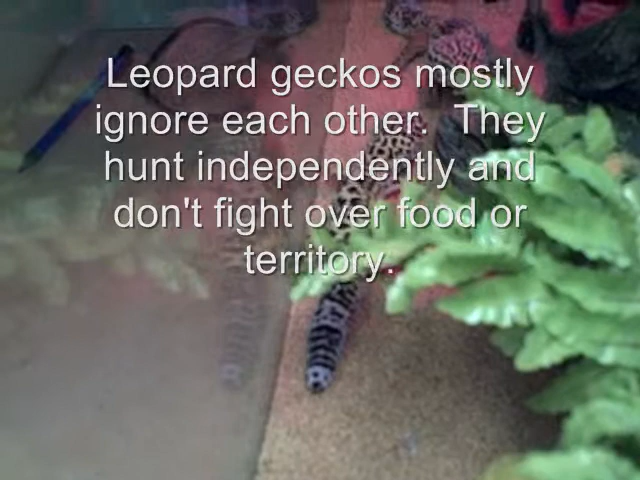 Leopard geckos mostly
ignore each other.  They
hunt independently and
don't fight over food or
territory.